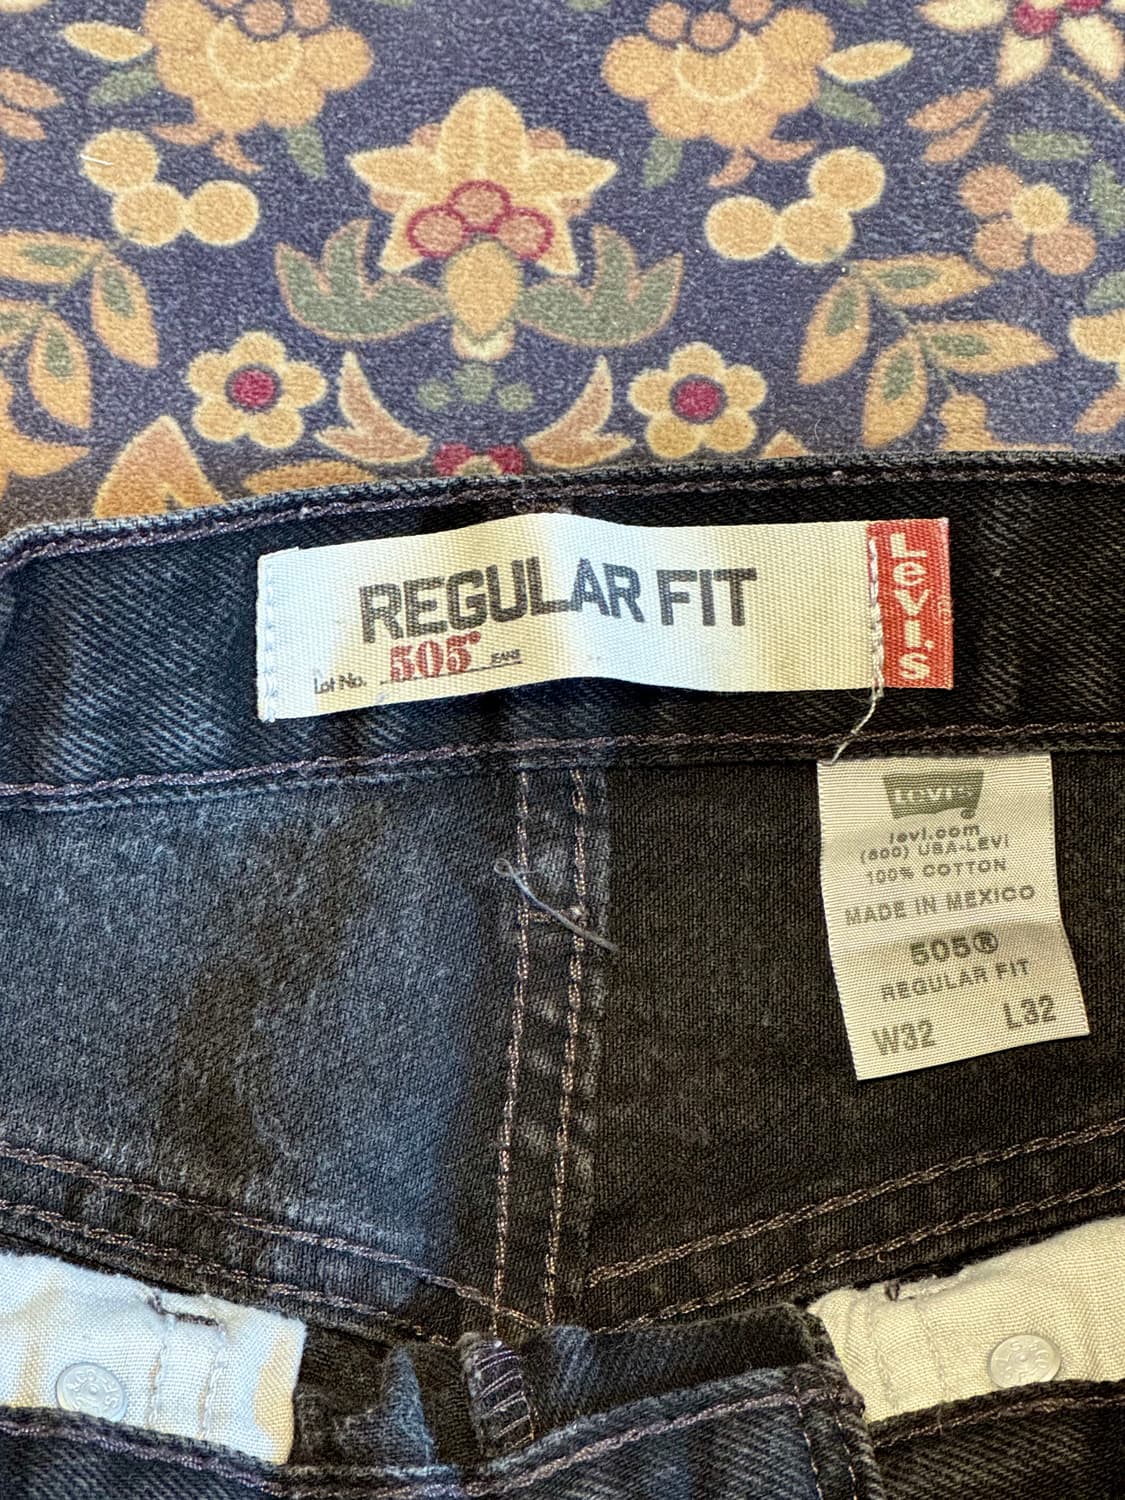 REGULAR FIT
Lot No. 505® JEANS
LEVI'S
LEVI'S
levi.com
(800) USA-LEVI
100% COTTON
MADE IN MEXICO
505®
REGULAR FIT
W32 L32